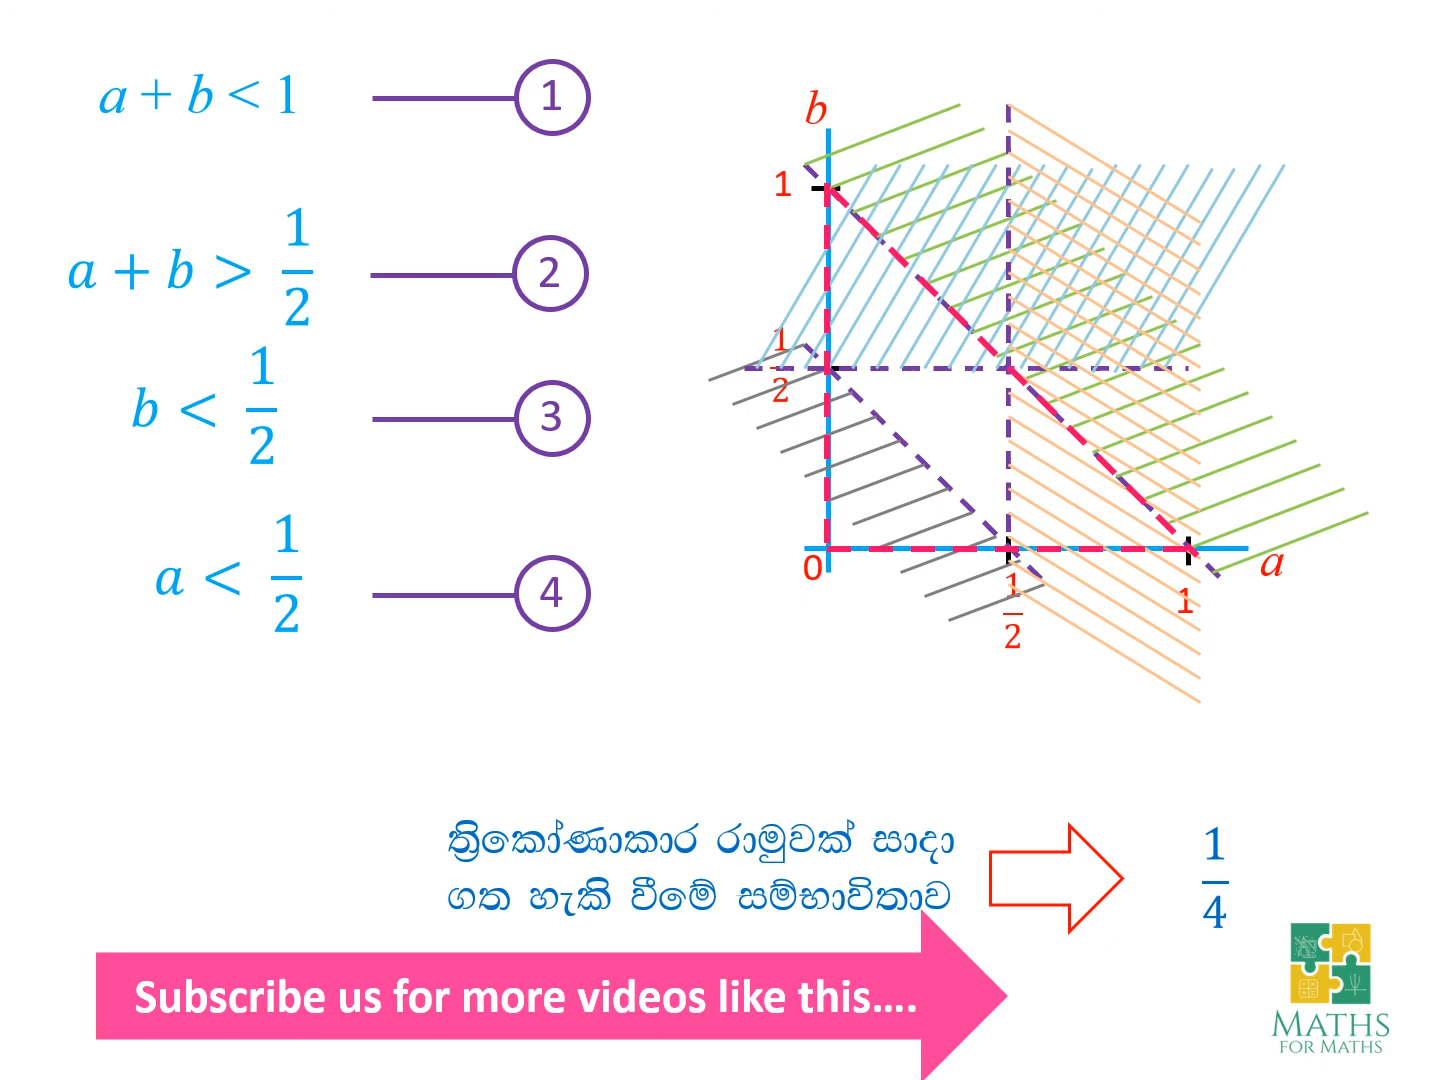 a + b < 1
1
a + b > 1/2
2
b < 1/2
3
a < 1/2
4
b
1
1/2
0
1/2
1
a
ත්‍රිකෝණාකාර රාමුවක් සාදා
ගත හැකි වීමේ සම්භාවිතාව
1/4
Subscribe us for more videos like this....
MATHS
FOR MATHS